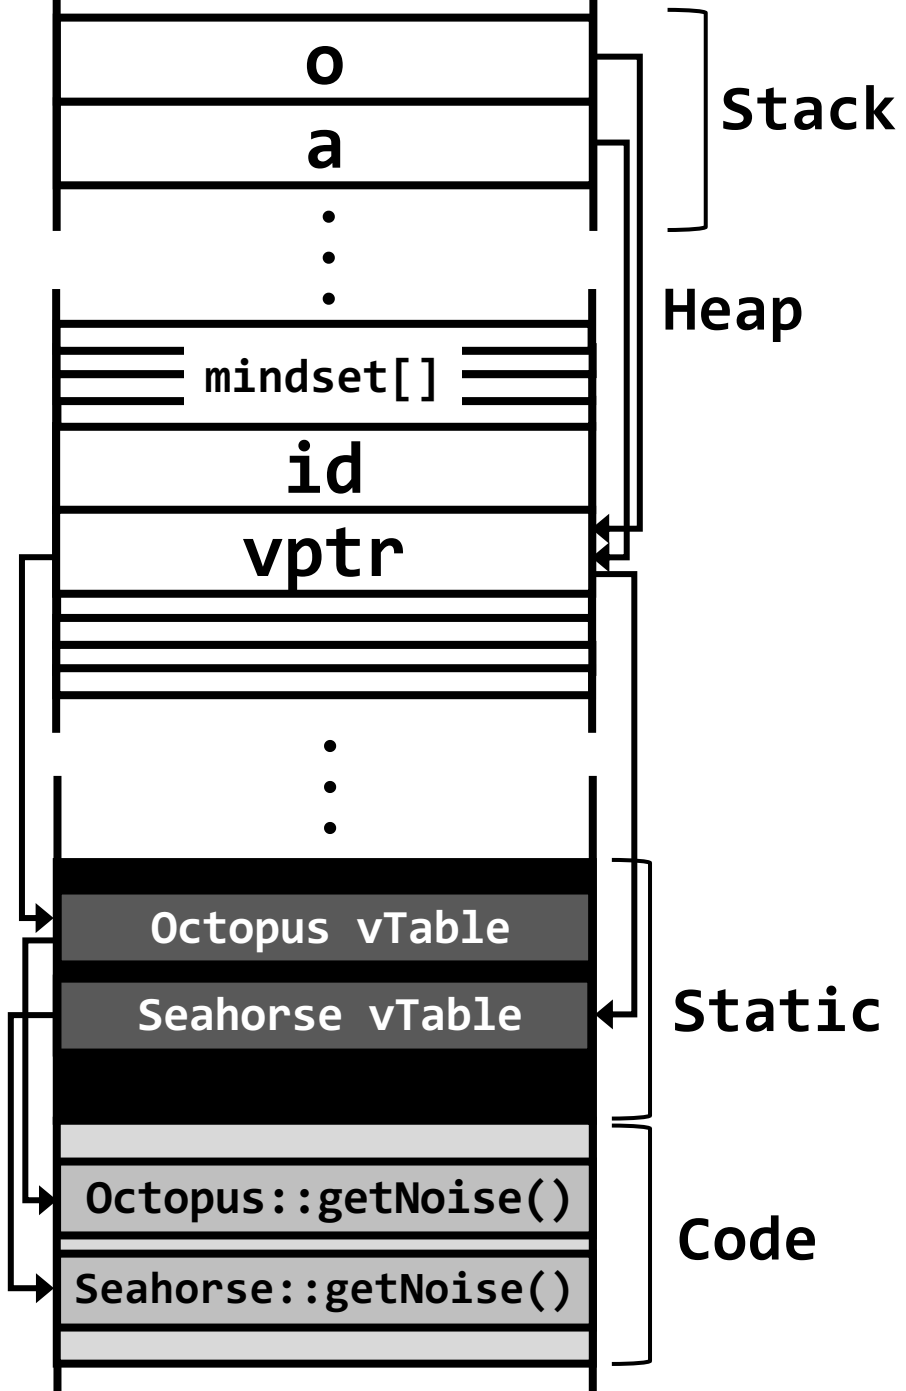 o
Stack
a
Heap
mindset[]
id
vptr
Octopus vTable
Seahorse vTable
Static
Octopus::getNoise()
Code
Seahorse::getNoise()